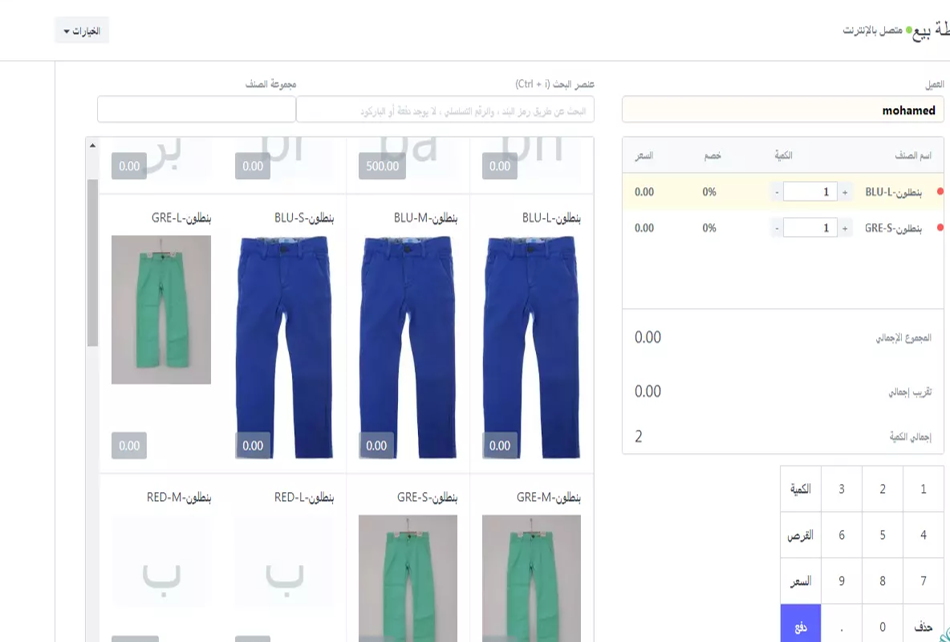 طة بيع
متصل بالإنترنت
الخيارات
العميل
mohamed
عنصر البحث (Ctrl + i)
مجموعة الصنف
البحث عن طريق رمز البند ، والرقم التسلسلي ، لا يوجد دفعة أو الباركود
اسم الصنف الكمية خصم السعر
بنطلون-BLU-L + 1 - 0% 0.00
بنطلون-GRE-S + 1 - 0% 0.00
المجموع الإجمالي 0.00
تقريب إجمالي 0.00
إجمالي الكمية 2
1 2 3 الكمية
4 5 6 القرص
7 8 9 السعر
حذف 0 . دفع
0.00 500.00 0.00 0.00
بنطلون-BLU-L بنطلون-BLU-M بنطلون-BLU-S بنطلون-GRE-L
0.00 0.00 0.00 0.00
بنطلون-GRE-M بنطلون-GRE-S بنطلون-RED-L بنطلون-RED-M
ب ب